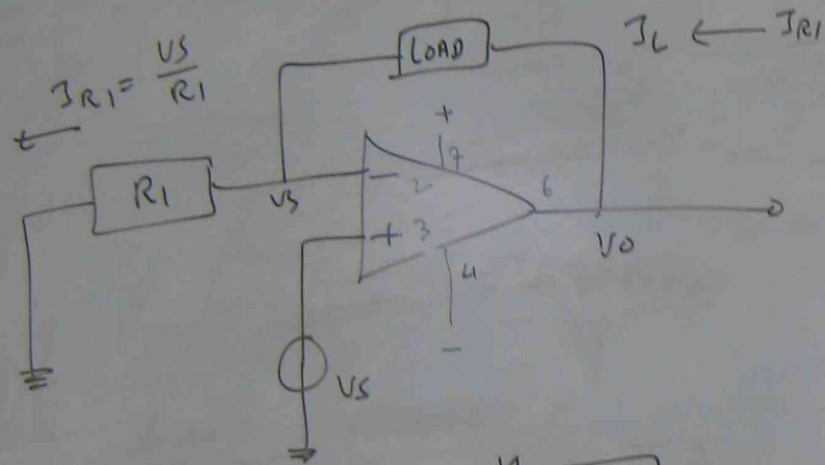 IL ← IR1
IR1 = VS/R1
LOAD
+
7
R1
VS
- 2
6
+ 3
VO
4
-
VS